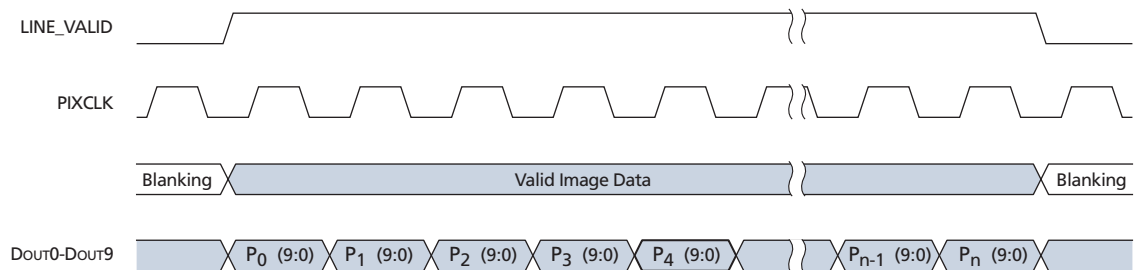 LINE_VALID
PIXCLK
Blanking Valid Image Data Blanking
DOUT0-DOUT9 P0 (9:0) P1 (9:0) P2 (9:0) P3 (9:0) P4 (9:0) Pn-1 (9:0) Pn (9:0)